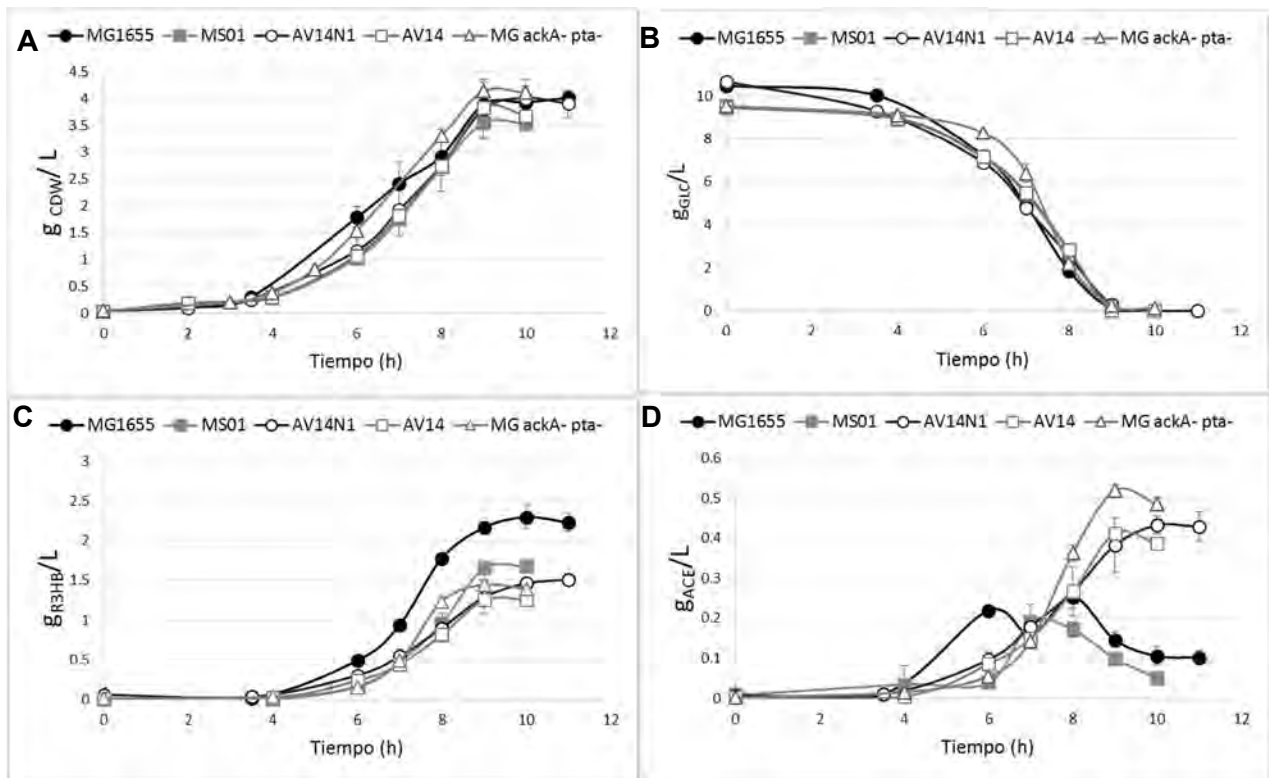 A
MG1655 MS01 AV14N1 AV14 MG ackA- pta-
4.5
4
3.5
3
2.5
2
1.5
1
0.5
0
g CDW/ L
0 2 4 6 8 10 12
Tiempo (h)
B
MG1655 MS01 AV14N1 AV14 MG ackA- pta-
10
8
6
4
2
0
gGLC/L
0 2 4 6 8 10 12
Tiempo (h)
C
MG1655 MS01 AV14N1 AV14 MG ackA- pta-
3
2.5
2
1.5
1
0.5
0
gR3HB/L
0 2 4 6 8 10 12
Tiempo (h)
D
MG1655 MS01 AV14N1 AV14 MG ackA- pta-
0.6
0.5
0.4
0.3
0.2
0.1
0
gACE/L
0 2 4 6 8 10 12
Tiempo (h)